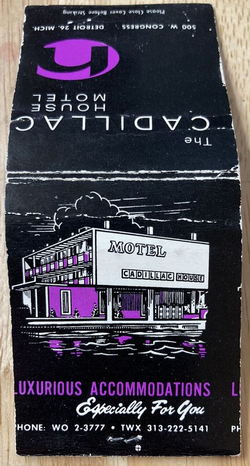 500 W. CONGRESS DETROIT 26, MICH.
Please Close Cover Before Striking
The
CADILLAC
HOUSE
MOTEL
MOTEL
CADILLAC HOUSE
LUXURIOUS ACCOMMODATIONS L
Especially For You
PHONE: WO 2-3777 • TWX 313-222-5141 PH